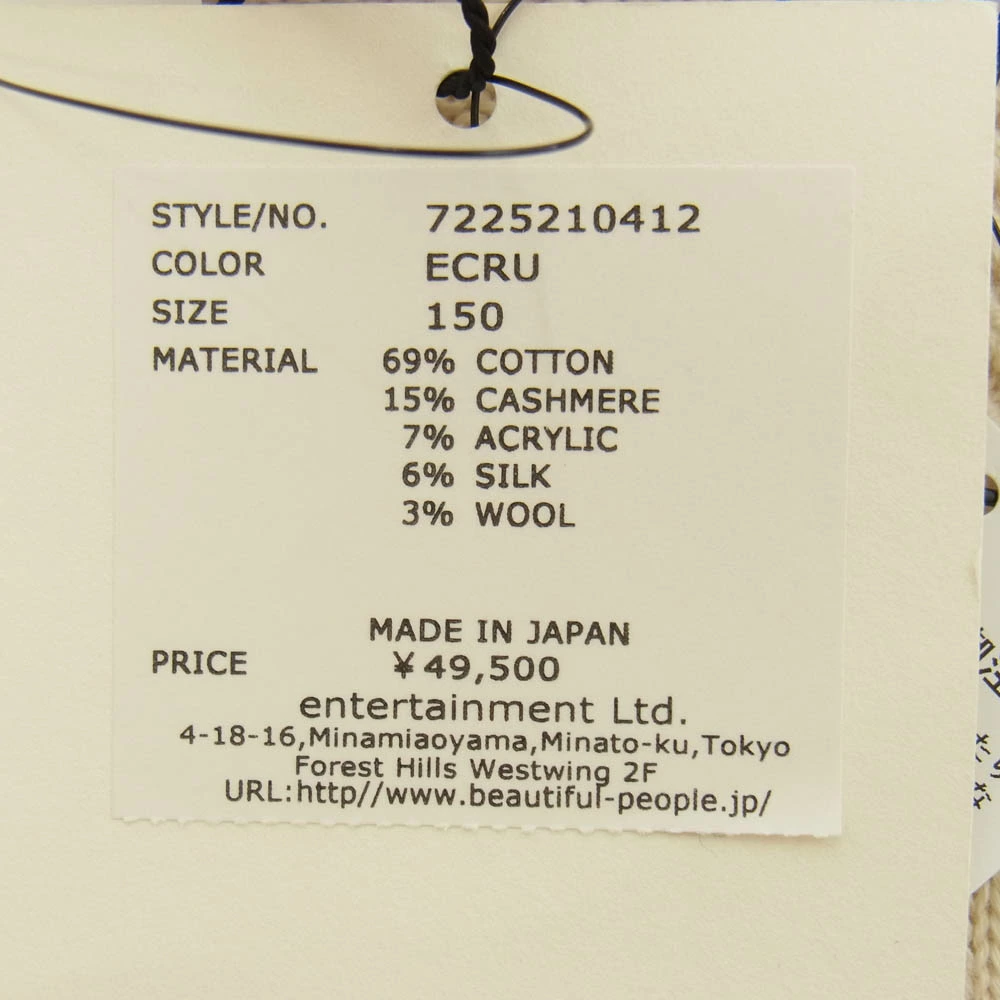 STYLE/NO. 7225210412
COLOR ECRU
SIZE 150
MATERIAL 69% COTTON
15% CASHMERE
7% ACRYLIC
6% SILK
3% WOOL
MADE IN JAPAN
PRICE ¥49,500
entertainment Ltd.
4-18-16,Minamiaoyama,Minato-ku,Tokyo
Forest Hills Westwing 2F
URL:http//www.beautiful-people.jp/